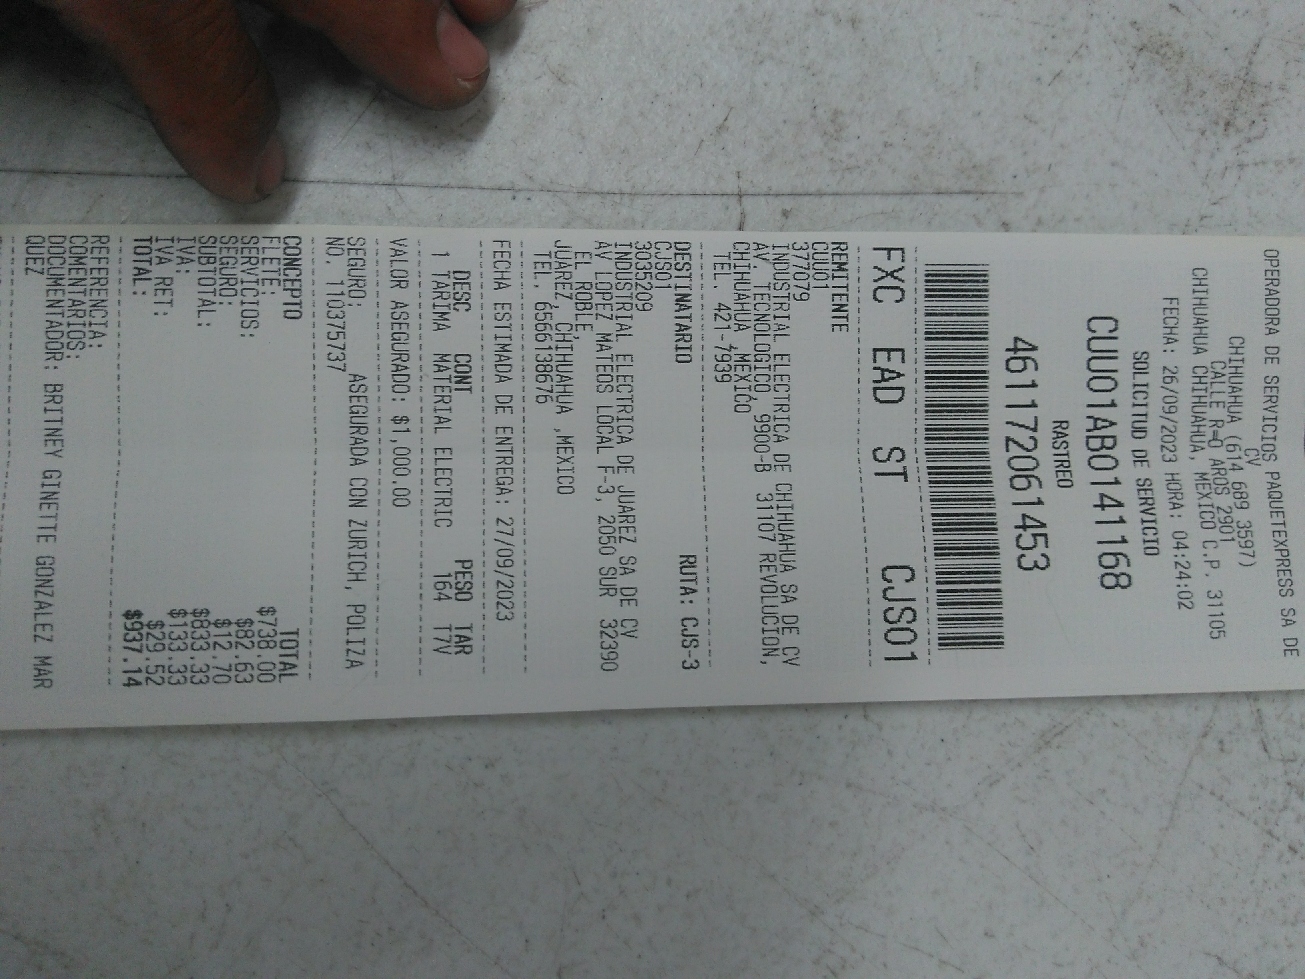 OPERADORA DE SERVICIOS PAQUETEXPRESS SA DE
CV
CHIHUAHUA (614 689 3597)
CALLE R=O AROS 2901
CHIHUAHUA CHIHUAHUA, MEXICO C.P. 31105
FECHA: 26/09/2023 HORA: 04:24:02
SOLICITUD DE SERVICIO
CUU01AB0141168
RASTREO
461172061453
FXC EAD ST CJS01
REMITENTE
CUU01
377079
INDUSTRIAL ELECTRICA DE CHIHUAHUA SA DE CV
AV. TECNOLOGICO, 9900-B 31107 REVOLUCION,
CHIHUAHUA ,MEXICO
TEL. 421-7939
DESTINATARIO RUTA: CJS-3
CJS01
3035209
INDUSTRIAL ELECTRICA DE JUAREZ SA DE CV
AV LOPEZ MATEOS LOCAL F-3, 2050 SUR 32390
EL ROBLE,
JUAREZ, CHIHUAHUA ,MEXICO
TEL. 6566138676
FECHA ESTIMADA DE ENTREGA: 27/09/2023
DESC CONT PESO TAR
1 TARIMA MATERIAL ELECTRIC 164 T7V
VALOR ASEGURADO: $1,000.00
SEGURO: ASEGURADA CON ZURICH, POLIZA
NO. 110375737
CONCEPTO TOTAL
FLETE: $738.00
SERVICIOS: $82.63
SEGURO: $12.70
SUBTOTAL: $833.33
IVA: $133.33
IVA RET: $29.52
TOTAL: $937.14
REFERENCIA:
COMENTARIOS:
DOCUMENTADOR: BRITNEY GINETTE GONZALEZ MAR
QUEZ